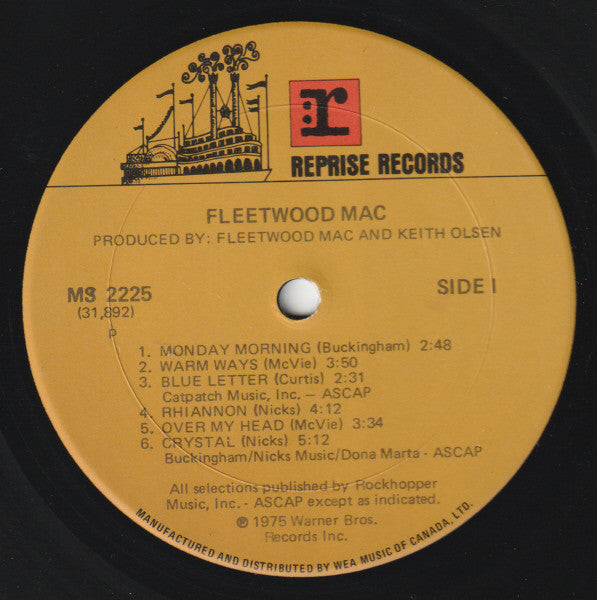 r
REPRISE RECORDS
FLEETWOOD MAC
PRODUCED BY: FLEETWOOD MAC AND KEITH OLSEN
MS 2225
(31,892)
P
SIDE I
1. MONDAY MORNING (Buckingham) 2:48
2. WARM WAYS (McVie) 3:50
3. BLUE LETTER (Curtis) 2:31
Catpatch Music, Inc. – ASCAP
4. RHIANNON (Nicks) 4:12
5. OVER MY HEAD (McVie) 3:34
6. CRYSTAL (Nicks) 5:12
Buckingham/Nicks Music/Dona Marta - ASCAP
All selections published by Rockhopper
Music, Inc. - ASCAP except as indicated.
℗ 1975 Warner Bros.
Records Inc.
MANUFACTURED AND DISTRIBUTED BY WEA MUSIC OF CANADA, LTD.